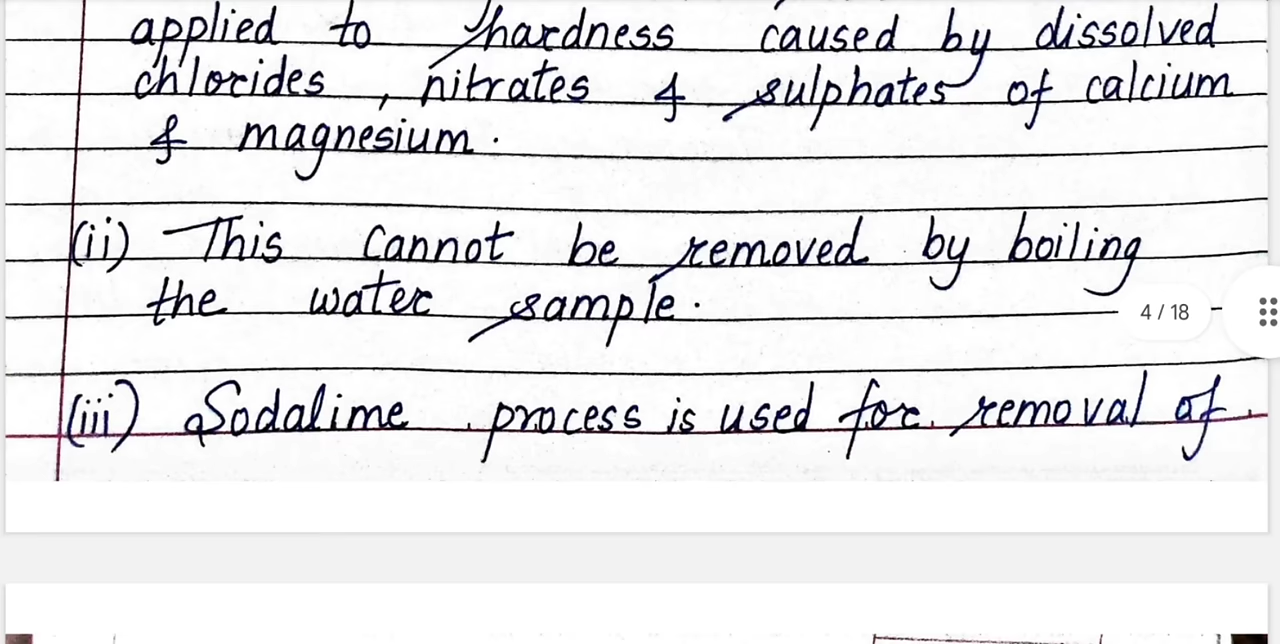 applied to hardness caused by dissolved
chlorides, nitrates & sulphates of calcium
& magnesium.
(ii) This cannot be removed by boiling
the water sample.
4 / 18
(iii) Sodalime process is used for removal of